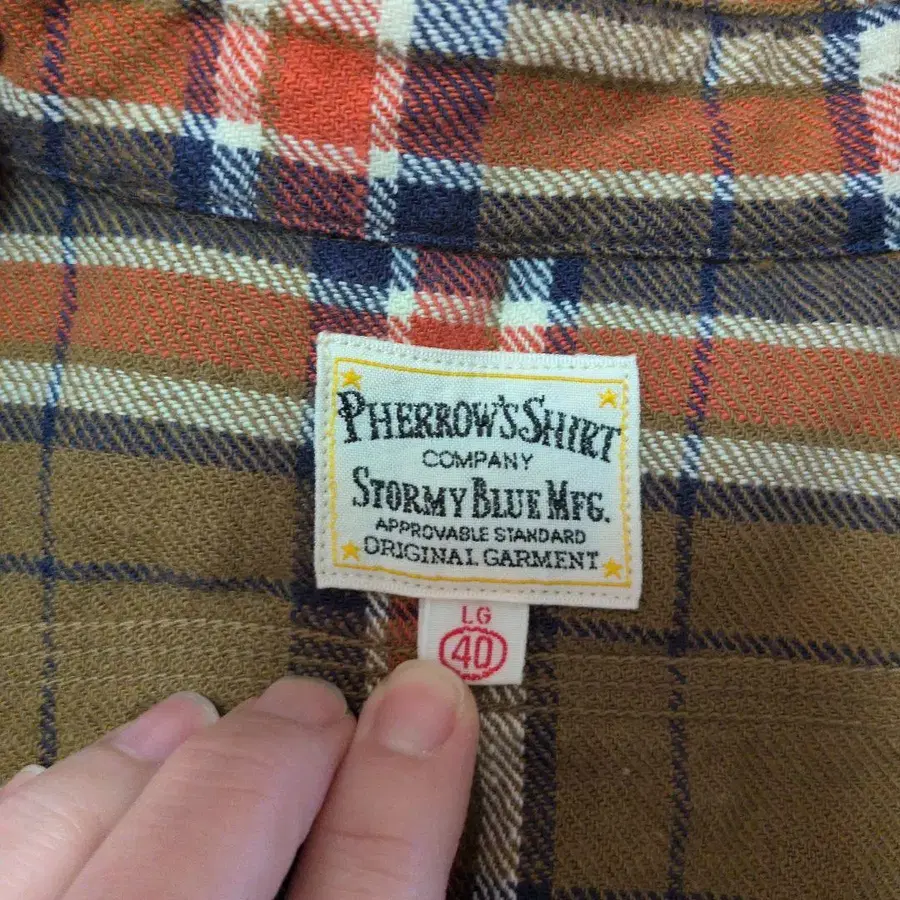 PHERROW'S SHIRT
COMPANY
STORMY BLUE MFG.
APPROVABLE STANDARD
ORIGINAL GARMENT
LG
40